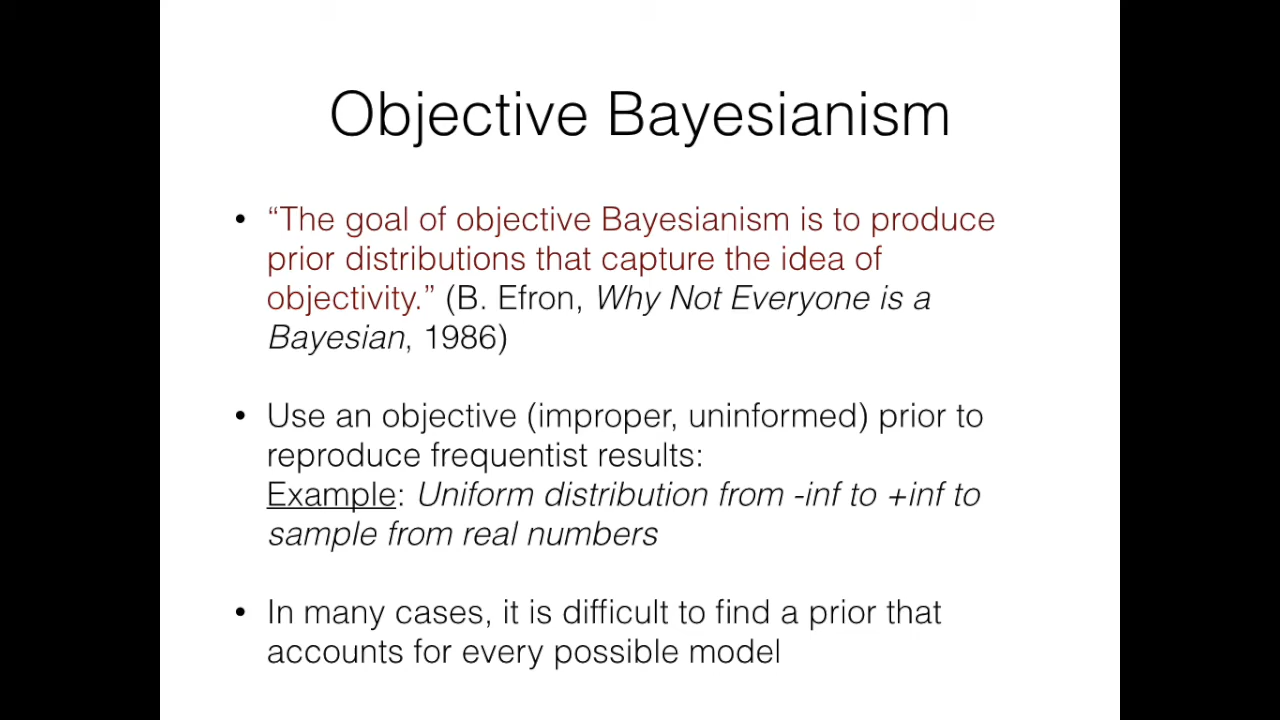 Objective Bayesianism
• “The goal of objective Bayesianism is to produce
prior distributions that capture the idea of
objectivity.” (B. Efron, Why Not Everyone is a
Bayesian, 1986)
• Use an objective (improper, uninformed) prior to
reproduce frequentist results:
Example: Uniform distribution from -inf to +inf to
sample from real numbers
• In many cases, it is difficult to find a prior that
accounts for every possible model